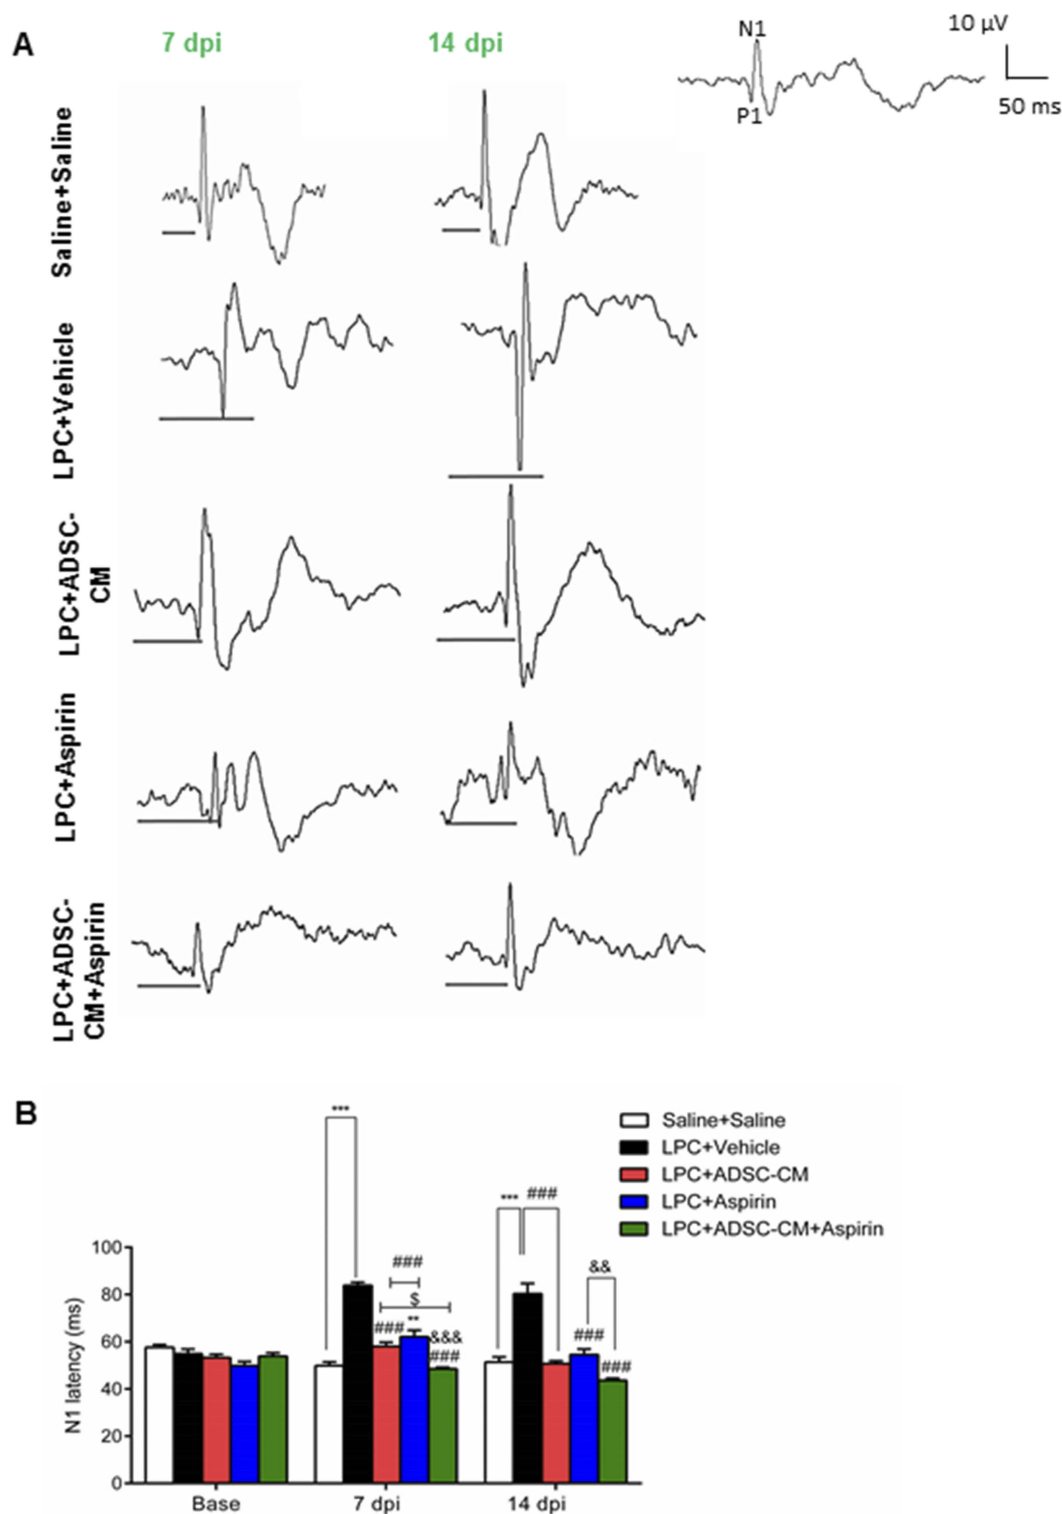 A
7 dpi
14 dpi
N1
P1
10 µV
50 ms
Saline+Saline
LPC+Vehicle
LPC+ADSC-
CM
LPC+Aspirin
LPC+ADSC-
CM+Aspirin
B
Saline+Saline
LPC+Vehicle
LPC+ADSC-CM
LPC+Aspirin
LPC+ADSC-CM+Aspirin
N1 latency (ms)
100
80
60
40
20
0
***
###
$
###
**
&&&
###
***
###
&&
###
###
Base
7 dpi
14 dpi